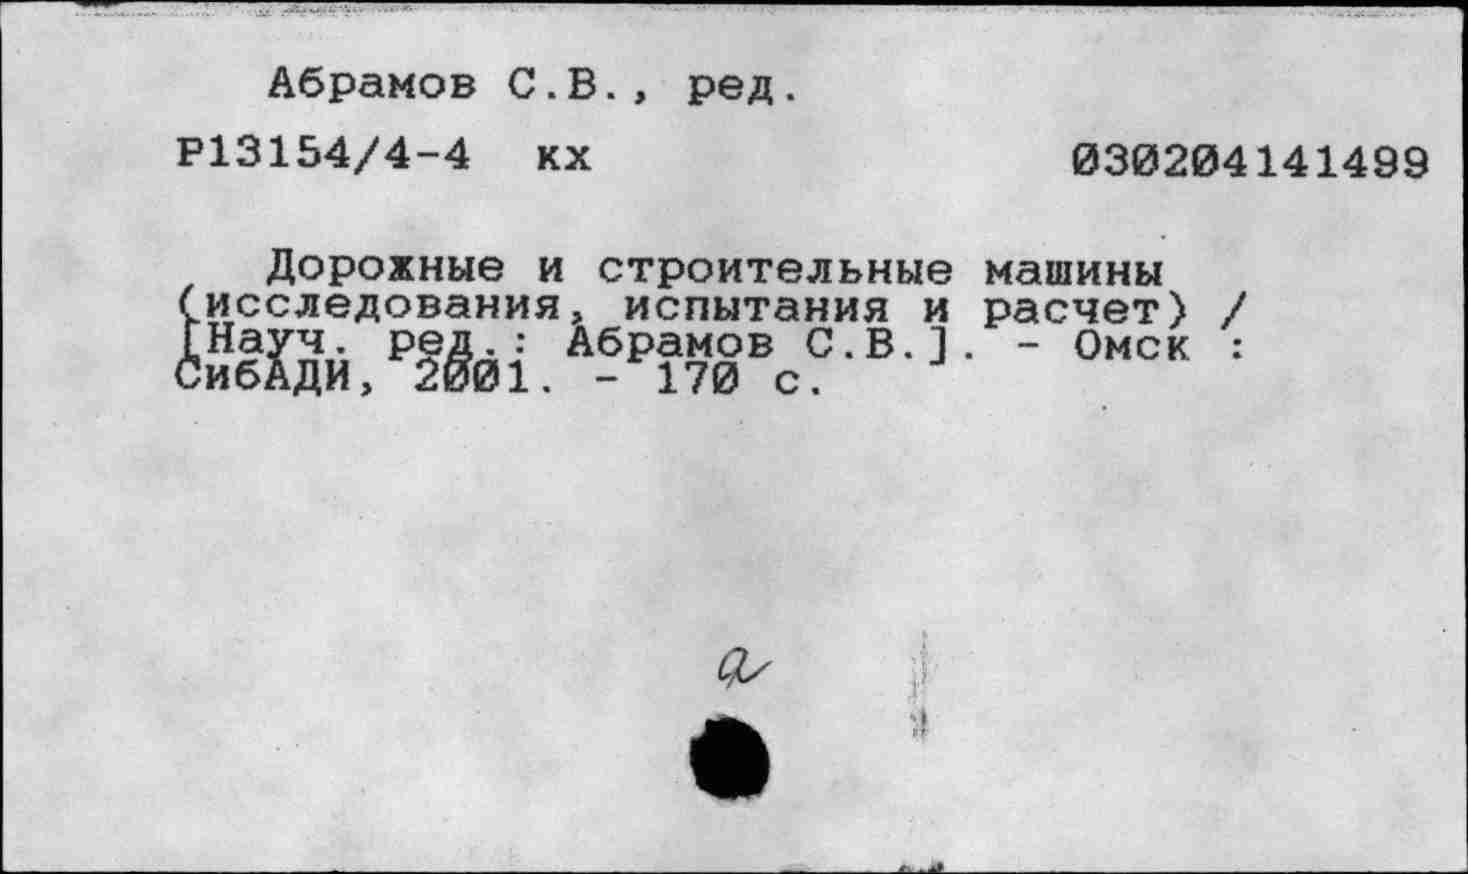 Абрамов С.В., ред.
Р13154/4-4 кх
030204141499
Дорожные и строительные машины
(исследования, испытания и расчет) /
[Науч. ред.: Абрамов С.В.]. - Омск :
СибАДИ, 2001. - 170 с.